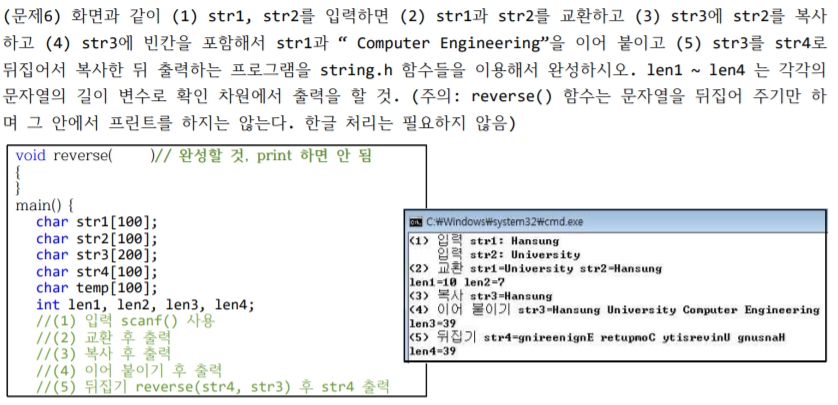 (문제6) 화면과 같이 (1) str1, str2를 입력하면 (2) str1과 str2를 교환하고 (3) str3에 str2를 복사
하고 (4) str3에 빈칸을 포함해서 str1과 “ Computer Engineering”을 이어 붙이고 (5) str3를 str4로
뒤집어서 복사한 뒤 출력하는 프로그램을 string.h 함수들을 이용해서 완성하시오. len1 ~ len4 는 각각의
문자열의 길이 변수로 확인 차원에서 출력을 할 것. (주의: reverse() 함수는 문자열을 뒤집어 주기만 하
며 그 안에서 프린트를 하지는 않는다. 한글 처리는 필요하지 않음)
void reverse( )// 완성할 것, print 하면 안 됨
{
}
main() {
char str1[100];
char str2[100];
char str3[200];
char str4[100];
char temp[100];
int len1, len2, len3, len4;
//(1) 입력 scanf() 사용
//(2) 교환 후 출력
//(3) 복사 후 출력
//(4) 이어 붙이기 후 출력
//(5) 뒤집기 reverse(str4, str3) 후 str4 출력
C:₩Windows₩system32₩cmd.exe
(1) 입력 str1: Hansung
입력 str2: University
(2) 교환 str1=University str2=Hansung
len1=10 len2=7
(3) 복사 str3=Hansung
(4) 이어 붙이기 str3=Hansung University Computer Engineering
len3=39
(5) 뒤집기 str4=gnireenignE retupmoC ytisrevinU gnusnaH
len4=39